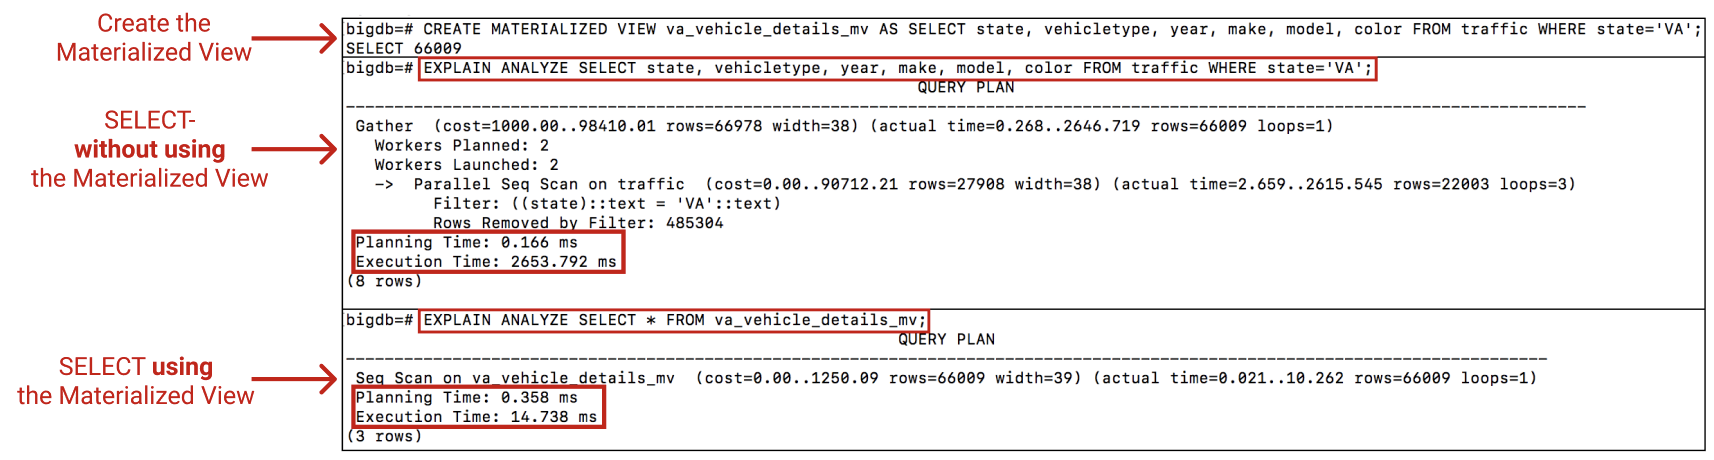 Create the
Materialized View
bigdb=# CREATE MATERIALIZED VIEW va_vehicle_details_mv AS SELECT state, vehicletype, year, make, model, color FROM traffic WHERE state='VA';
SELECT 66009
bigdb=# EXPLAIN ANALYZE SELECT state, vehicletype, year, make, model, color FROM traffic WHERE state='VA';
QUERY PLAN
SELECT-
without using
the Materialized View
Gather  (cost=1000.00..98410.01 rows=66978 width=38) (actual time=0.268..2646.719 rows=66009 loops=1)
Workers Planned: 2
Workers Launched: 2
->  Parallel Seq Scan on traffic  (cost=0.00..90712.21 rows=27908 width=38) (actual time=2.659..2615.545 rows=22003 loops=3)
Filter: ((state)::text = 'VA'::text)
Rows Removed by Filter: 485304
Planning Time: 0.166 ms
Execution Time: 2653.792 ms
(8 rows)
bigdb=# EXPLAIN ANALYZE SELECT * FROM va_vehicle_details_mv;
QUERY PLAN
SELECT using
the Materialized View
Seq Scan on va_vehicle_details_mv  (cost=0.00..1250.09 rows=66009 width=39) (actual time=0.021..10.262 rows=66009 loops=1)
Planning Time: 0.358 ms
Execution Time: 14.738 ms
(3 rows)